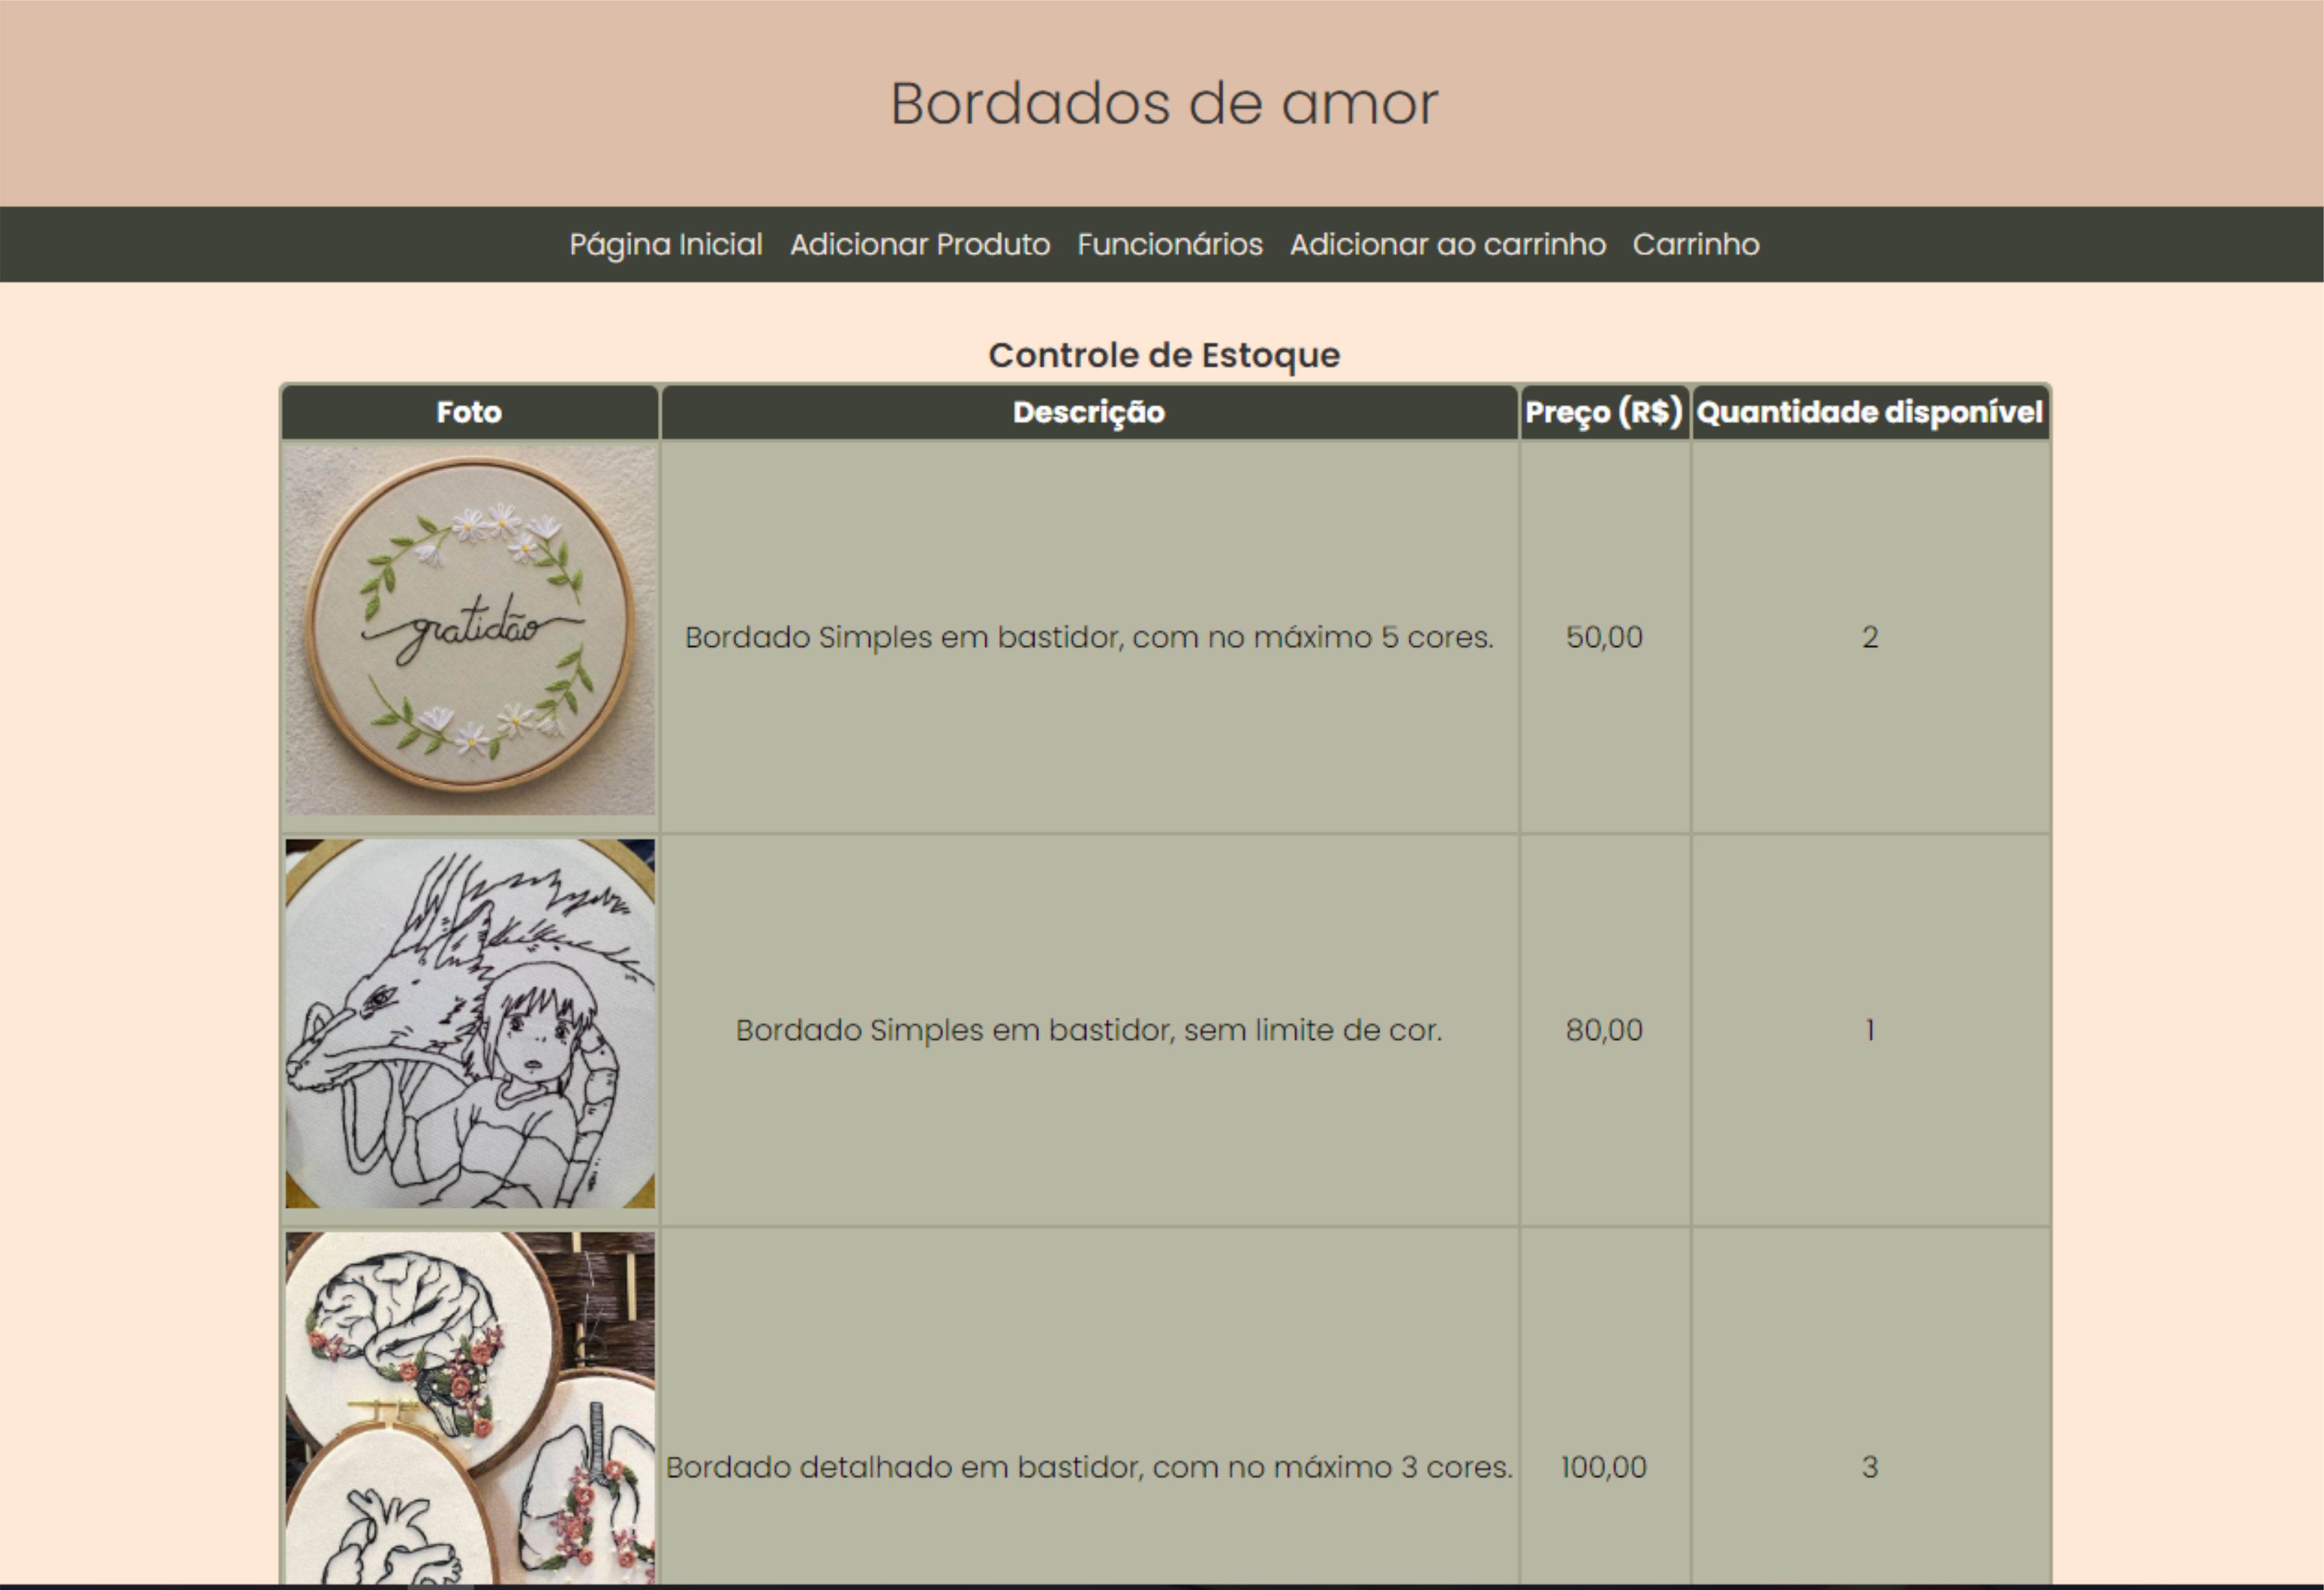 Bordados de amor
Página Inicial Adicionar Produto Funcionários Adicionar ao carrinho Carrinho
Controle de Estoque
Foto Descrição Preço (R$) Quantidade disponível
gratidão
Bordado Simples em bastidor, com no máximo 5 cores. 50,00 2
Bordado Simples em bastidor, sem limite de cor. 80,00 1
Bordado detalhado em bastidor, com no máximo 3 cores. 100,00 3